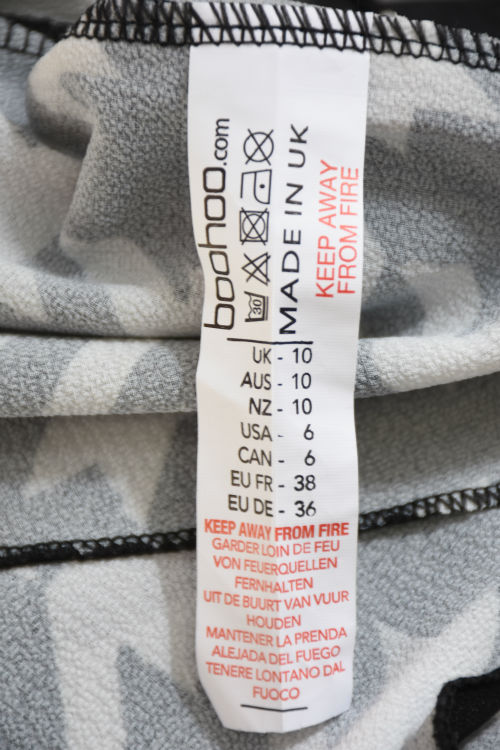 boohoo.com
30
MADE IN UK
KEEP AWAY
FROM FIRE
UK - 10
AUS - 10
NZ - 10
USA - 6
CAN - 6
EU FR - 38
EU DE - 36
KEEP AWAY FROM FIRE
GARDER LOIN DE FEU
VON FEUERQUELLEN
FERNHALTEN
UIT DE BUURT VAN VUUR
HOUDEN
MANTENER LA PRENDA
ALEJADA DEL FUEGO
TENERE LONTANO DAL
FUOCO